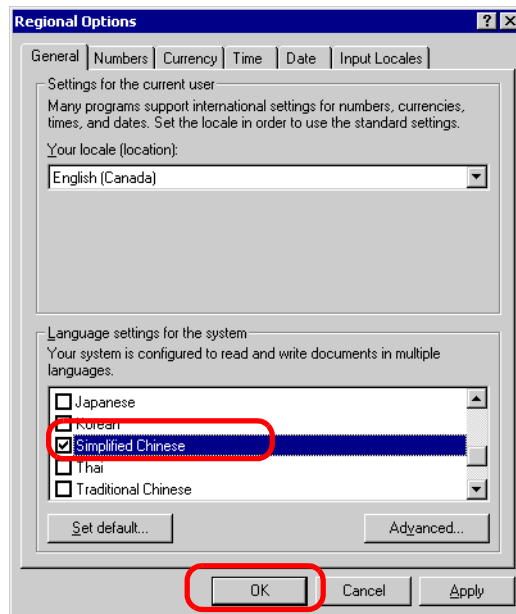 Regional Options
General Numbers Currency Time Date Input Locales
Settings for the current user
Many programs support international settings for numbers, currencies,
times, and dates. Set the locale in order to use the standard settings.
Your locale (location):
English (Canada)
Language settings for the system
Your system is configured to read and write documents in multiple
languages.
Japanese
Korean
Simplified Chinese
Thai
Traditional Chinese
Set default... Advanced...
OK Cancel Apply